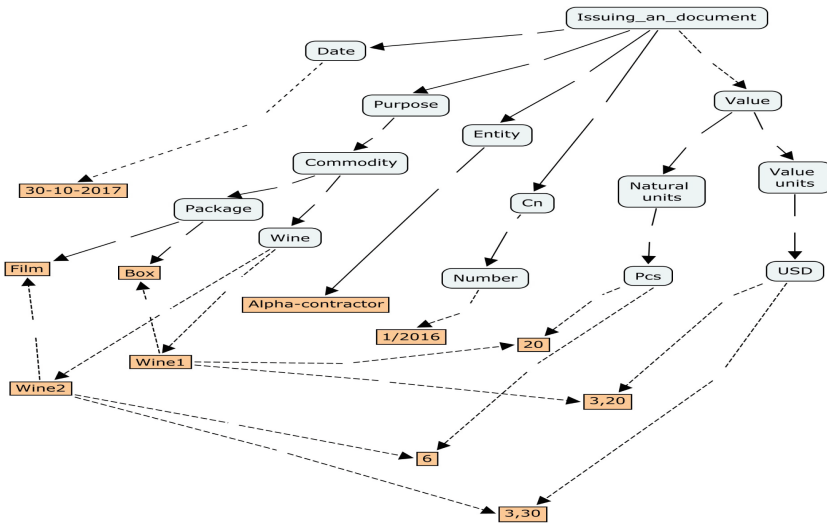 Issuing_an_document
Date
Purpose
Value
Entity
Commodity
30-10-2017
Natural
units
Value
units
Package
Cn
Wine
Film
Box
Number
Pcs
USD
Alpha-contractor
1/2016
20
Wine1
Wine2
3,20
6
3,30